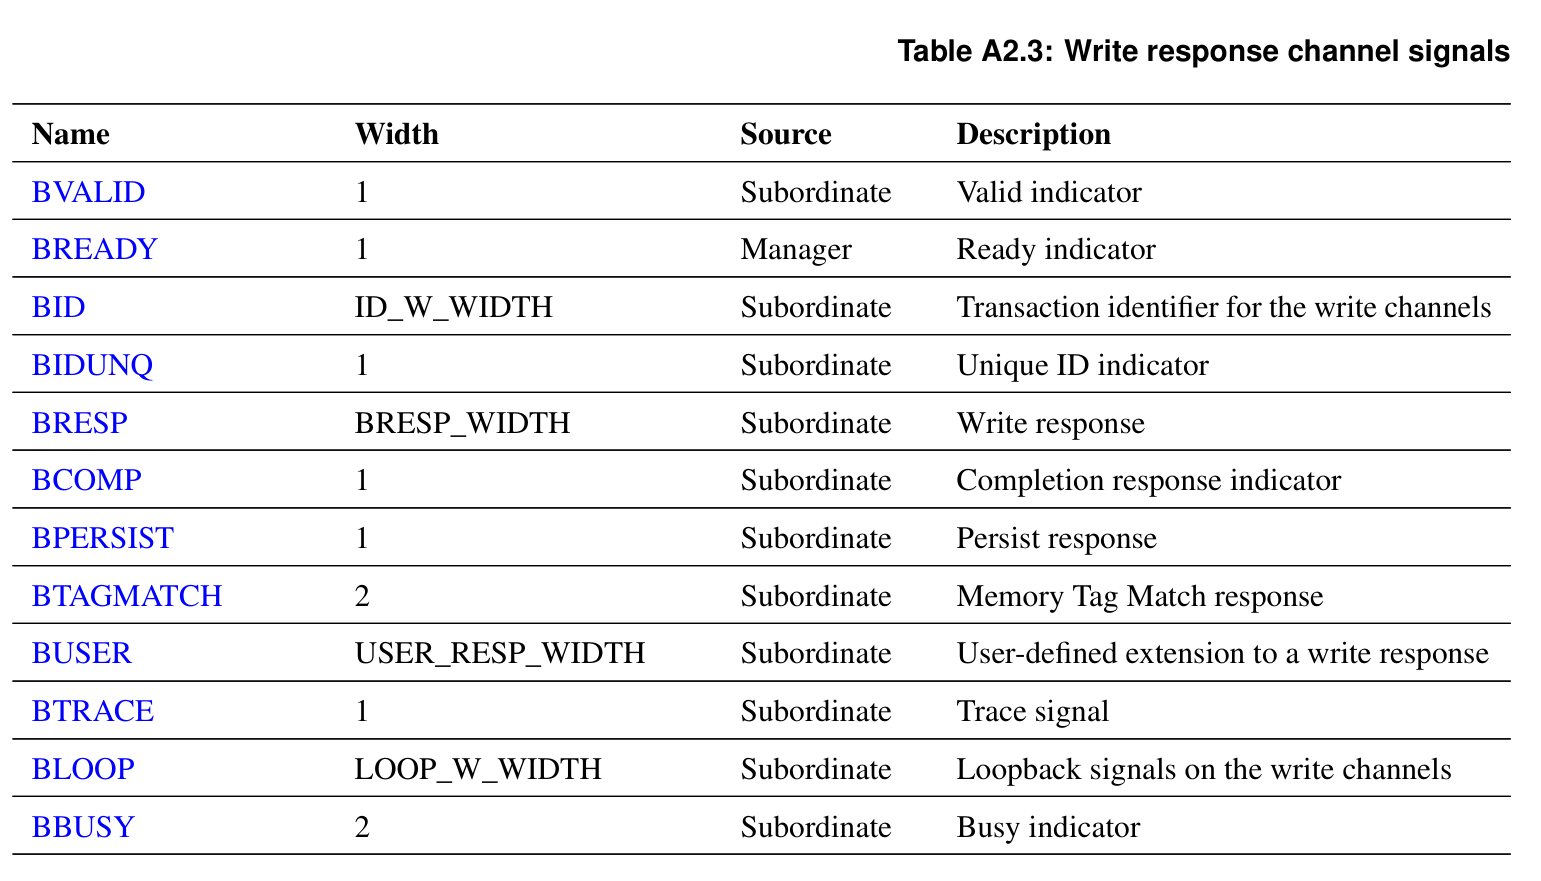 Table A2.3: Write response channel signals
Name Width Source Description
BVALID 1 Subordinate Valid indicator
BREADY 1 Manager Ready indicator
BID ID_W_WIDTH Subordinate Transaction identifier for the write channels
BIDUNQ 1 Subordinate Unique ID indicator
BRESP BRESP_WIDTH Subordinate Write response
BCOMP 1 Subordinate Completion response indicator
BPERSIST 1 Subordinate Persist response
BTAGMATCH 2 Subordinate Memory Tag Match response
BUSER USER_RESP_WIDTH Subordinate User-defined extension to a write response
BTRACE 1 Subordinate Trace signal
BLOOP LOOP_W_WIDTH Subordinate Loopback signals on the write channels
BBUSY 2 Subordinate Busy indicator